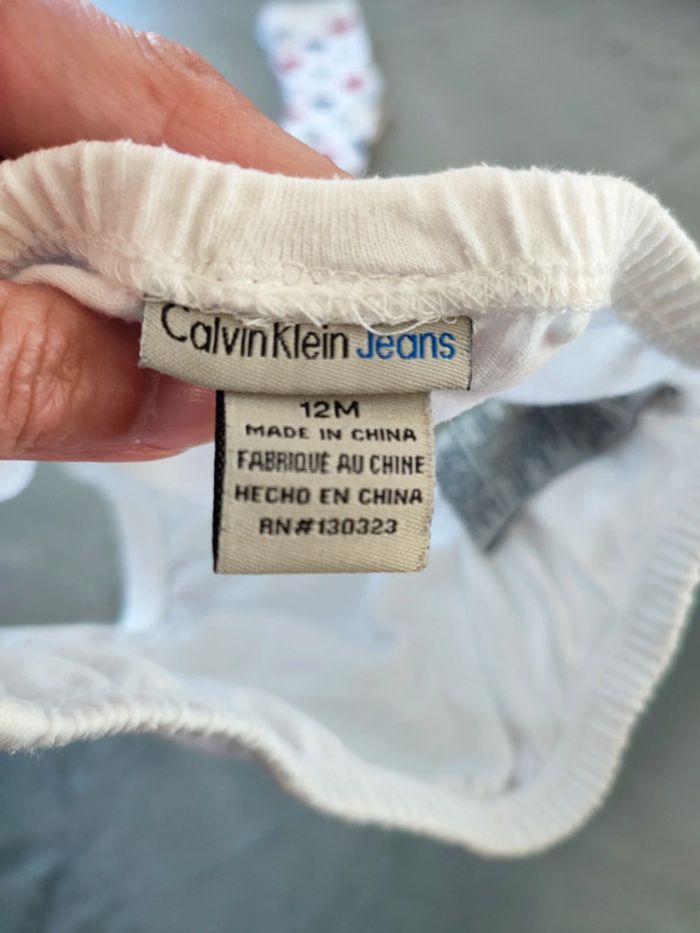 Calvin Klein Jeans
12M
MADE IN CHINA
FABRIQUÉ AU CHINE
HECHO EN CHINA
RN#130323